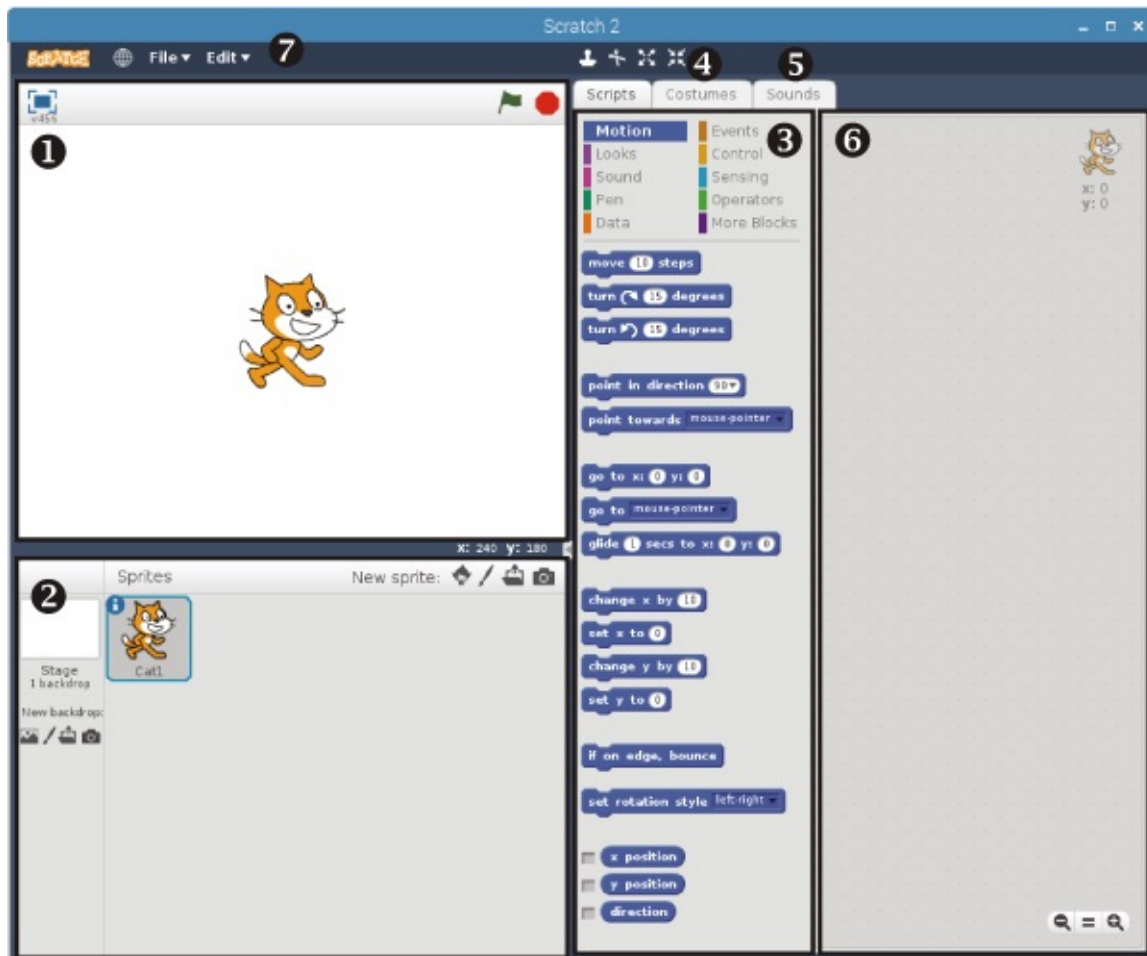 Scratch 2
SCRATCH File▼ Edit▼ 7
4 5
Scripts Costumes Sounds
v456
1
3
6
Motion Events
Looks Control
Sound Sensing
Pen Operators
Data More Blocks
x: 0
y: 0
move 10 steps
turn 15 degrees
turn 15 degrees
point in direction 90▼
point towards mouse-pointer
go to x: 0 y: 0
go to mouse-pointer
glide 1 secs to x: 0 y: 0
change x by 10
set x to 0
change y by 10
set y to 0
if on edge, bounce
set rotation style left-right
x position
y position
direction
x: 240 y: 180
2
Sprites New sprite:
Cat1
Stage
1 backdrop
New backdrop: